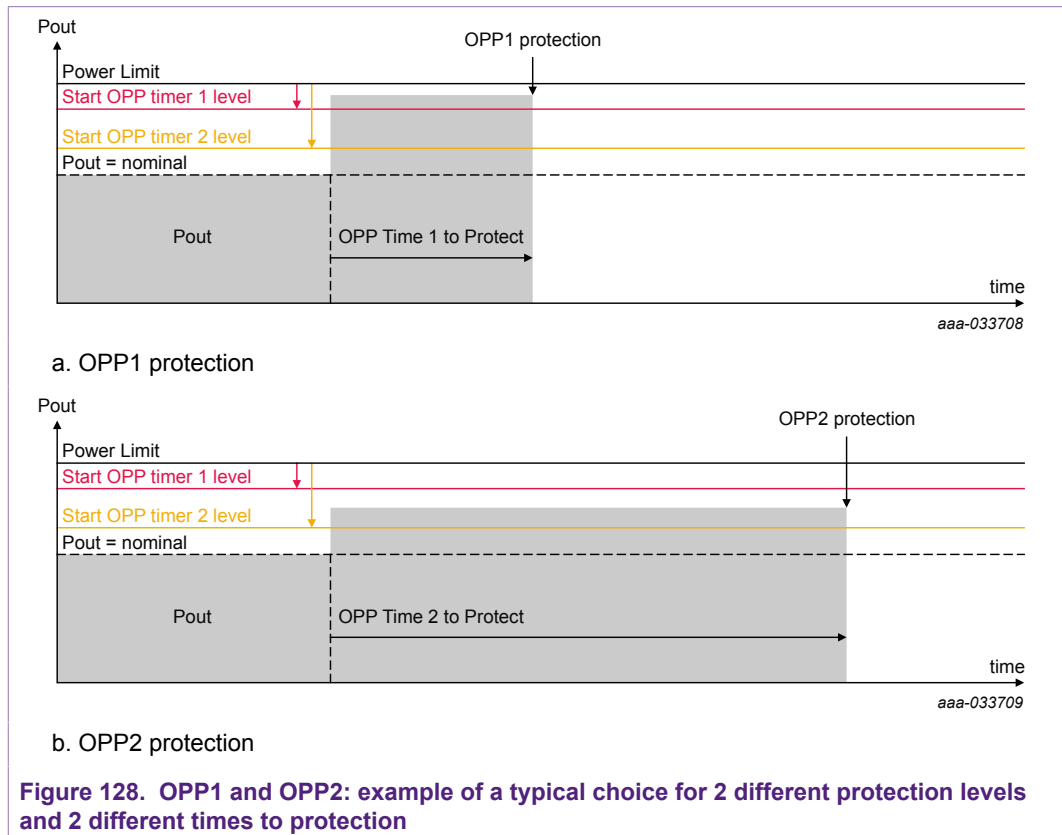 Pout
OPP1 protection
Power Limit
Start OPP timer 1 level
Start OPP timer 2 level
Pout = nominal
Pout
OPP Time 1 to Protect
time
aaa-033708
a. OPP1 protection
Pout
OPP2 protection
Power Limit
Start OPP timer 1 level
Start OPP timer 2 level
Pout = nominal
Pout
OPP Time 2 to Protect
time
aaa-033709
b. OPP2 protection
Figure 128. OPP1 and OPP2: example of a typical choice for 2 different protection levels
and 2 different times to protection